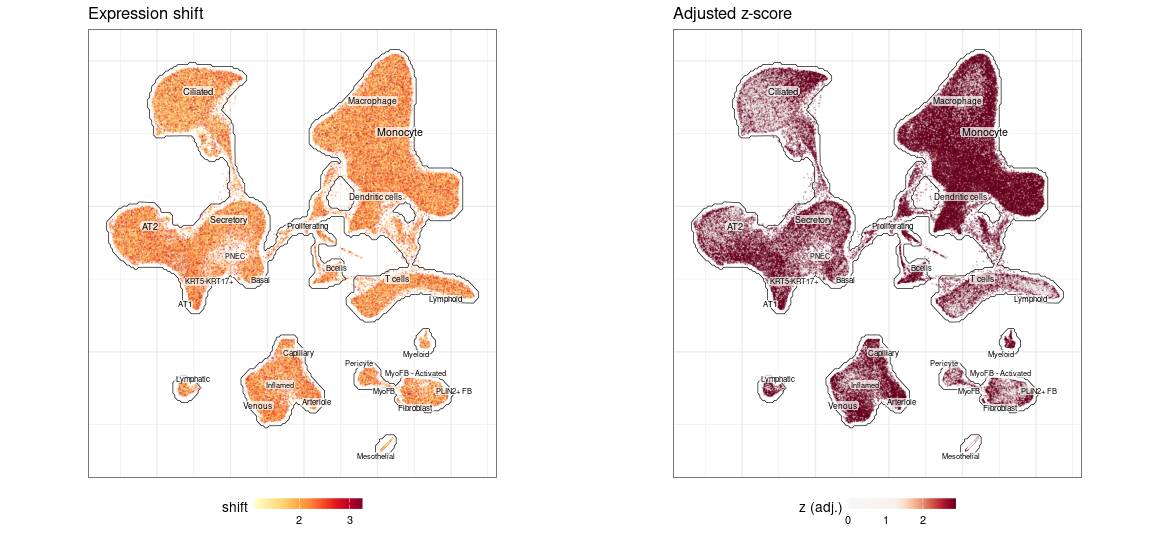 Expression shift
Ciliated
Macrophage
Monocyte
Dendritic cells
AT2
Secretory
Proliferating
PNEC
Bcells
KRT5-KRT17+
Basal
T cells
AT1
Lymphoid
Capillary
Myeloid
Pericyte
Lymphatic
Inflamed
MyoFB - Activated
MyoFB
PLIN2+ FB
Venous
Arteriole
Fibroblast
Mesothelial
shift
2 3
Adjusted z-score
Ciliated
Macrophage
Monocyte
Dendritic cells
AT2
Secretory
Proliferating
PNEC
Bcells
KRT5-KRT17+
Basal
T cells
AT1
Lymphoid
Capillary
Myeloid
Pericyte
Lymphatic
Inflamed
MyoFB - Activated
MyoFB
PLIN2+ FB
Venous
Arteriole
Fibroblast
Mesothelial
z (adj.)
0 1 2